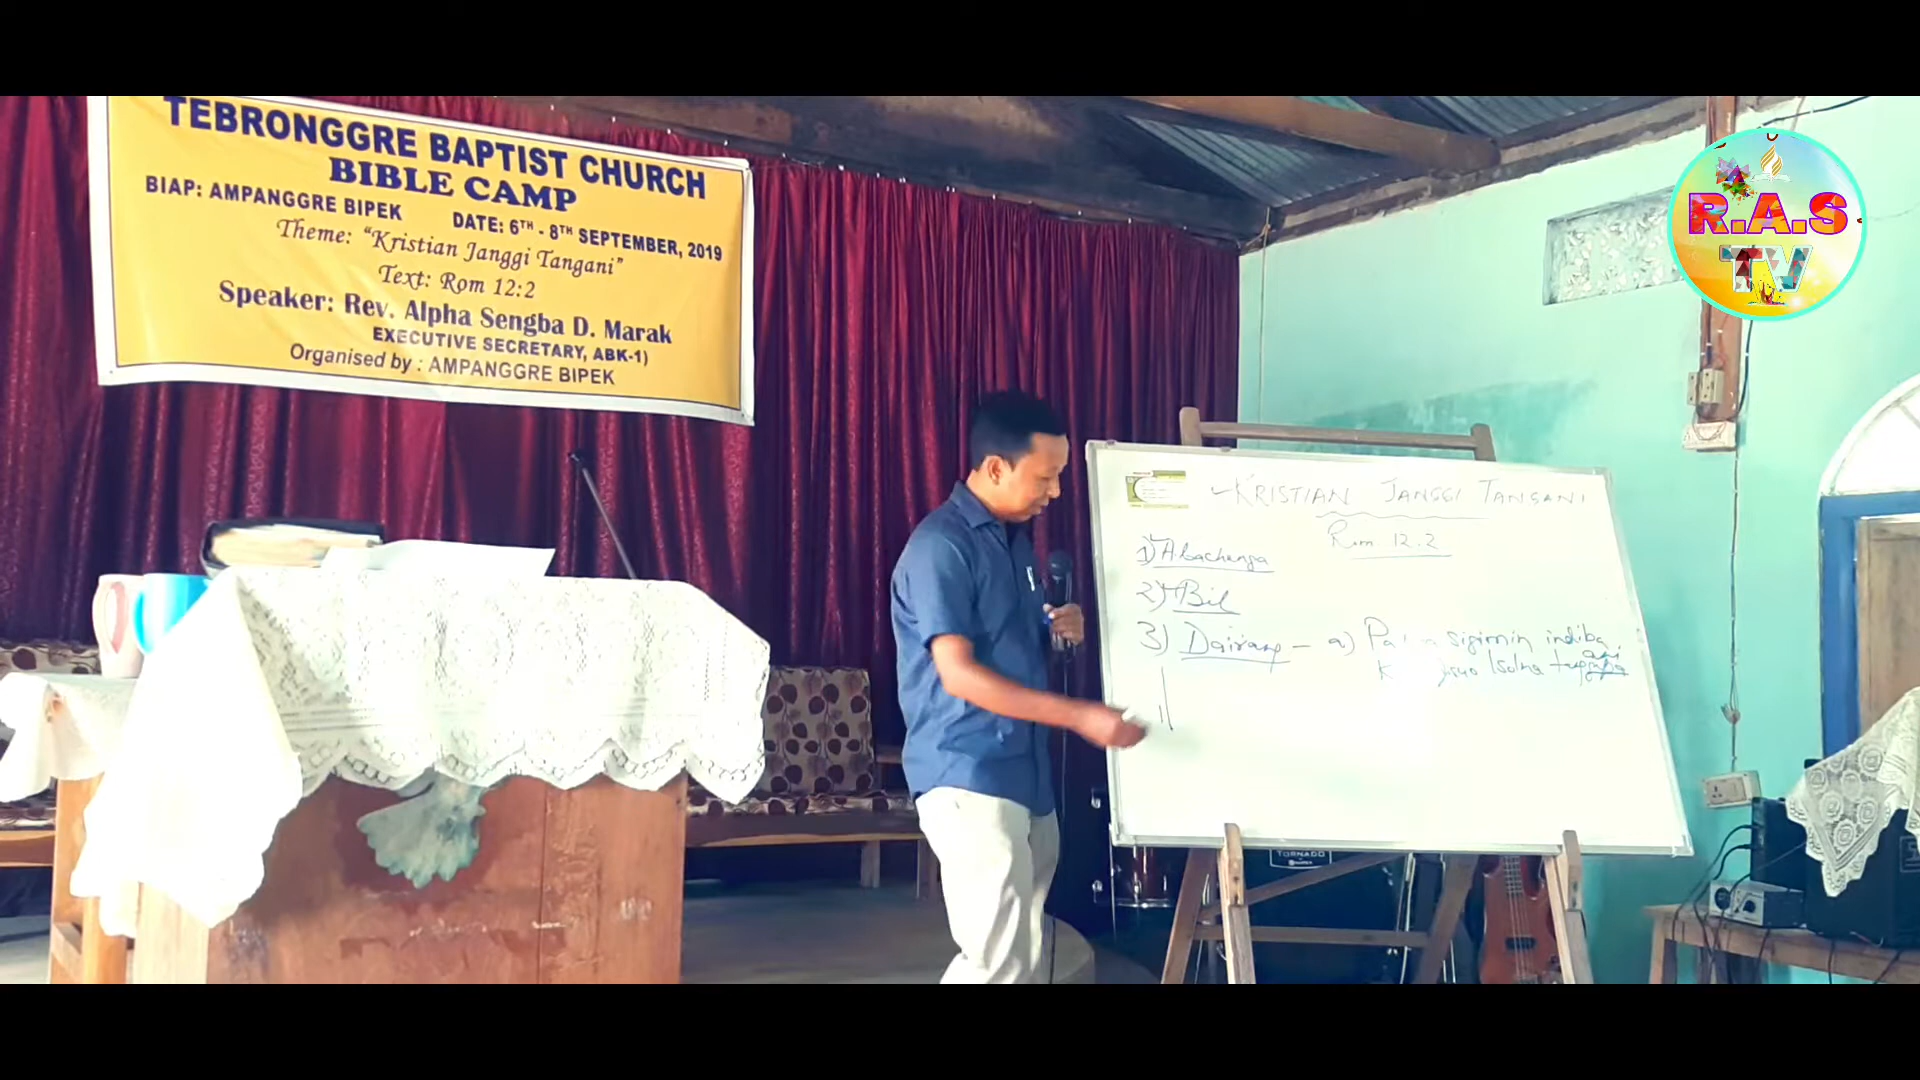 TEBRONGGRE BAPTIST CHURCH
BIBLE CAMP
BIAP: AMPANGGRE BIPEK DATE: 6TH - 8TH SEPTEMBER, 2019
Theme: “Kristian Janggi Tangani”
Text: Rom 12:2
Speaker: Rev. Alpha Sengba D. Marak
EXECUTIVE SECRETARY, ABK-1)
Organised by : AMPANGGRE BIPEK
R.A.S
TV
KRISTIAN JANGGI TANGANI
Rom 12.2
1) Abachenga
2) Bil
3) Dairang – a) sigimin indiba
TORNADO